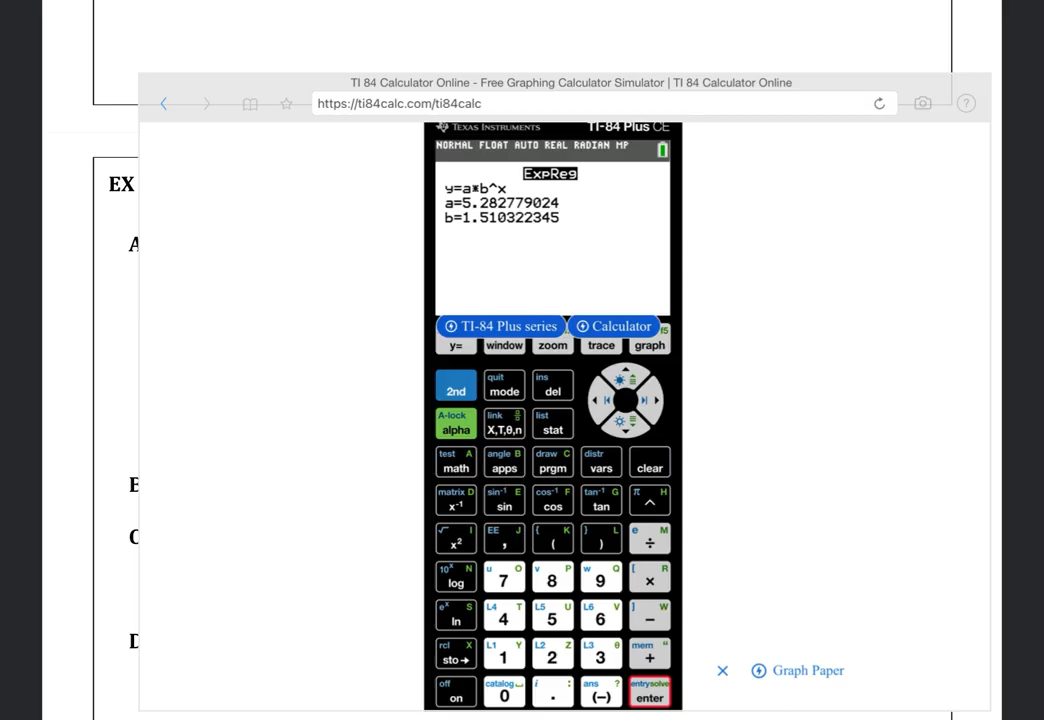 TI 84 Calculator Online - Free Graphing Calculator Simulator | TI 84 Calculator Online
https://ti84calc.com/ti84calc
?
TEXAS INSTRUMENTS TI-84 Plus CE
NORMAL FLOAT AUTO REAL RADIAN MP
EX
A
B
C
D
ExpReg
y=a*b^x
a=5.282779024
b=1.510322345
TI-84 Plus series Calculator f5
y= window zoom trace graph
quit ins
2nd mode del
A-lock link list
alpha X,T,θ,n stat
test A angle B draw C distr
math apps prgm vars clear
matrix D sin-1 E cos-1 F tan-1 G π H
x-1 sin cos tan ^
√ I EE J { K } L e M
x² , ( ) ÷
10x N u O v P w Q [ R
log 7 8 9 ×
ex S L4 T L5 U L6 V ] W
ln 4 5 6 −
rcl X L1 Y L2 Z L3 θ mem "
sto→ 1 2 3 +
off catalog i : ans ? entry solve
on 0 . (−) enter
Graph Paper